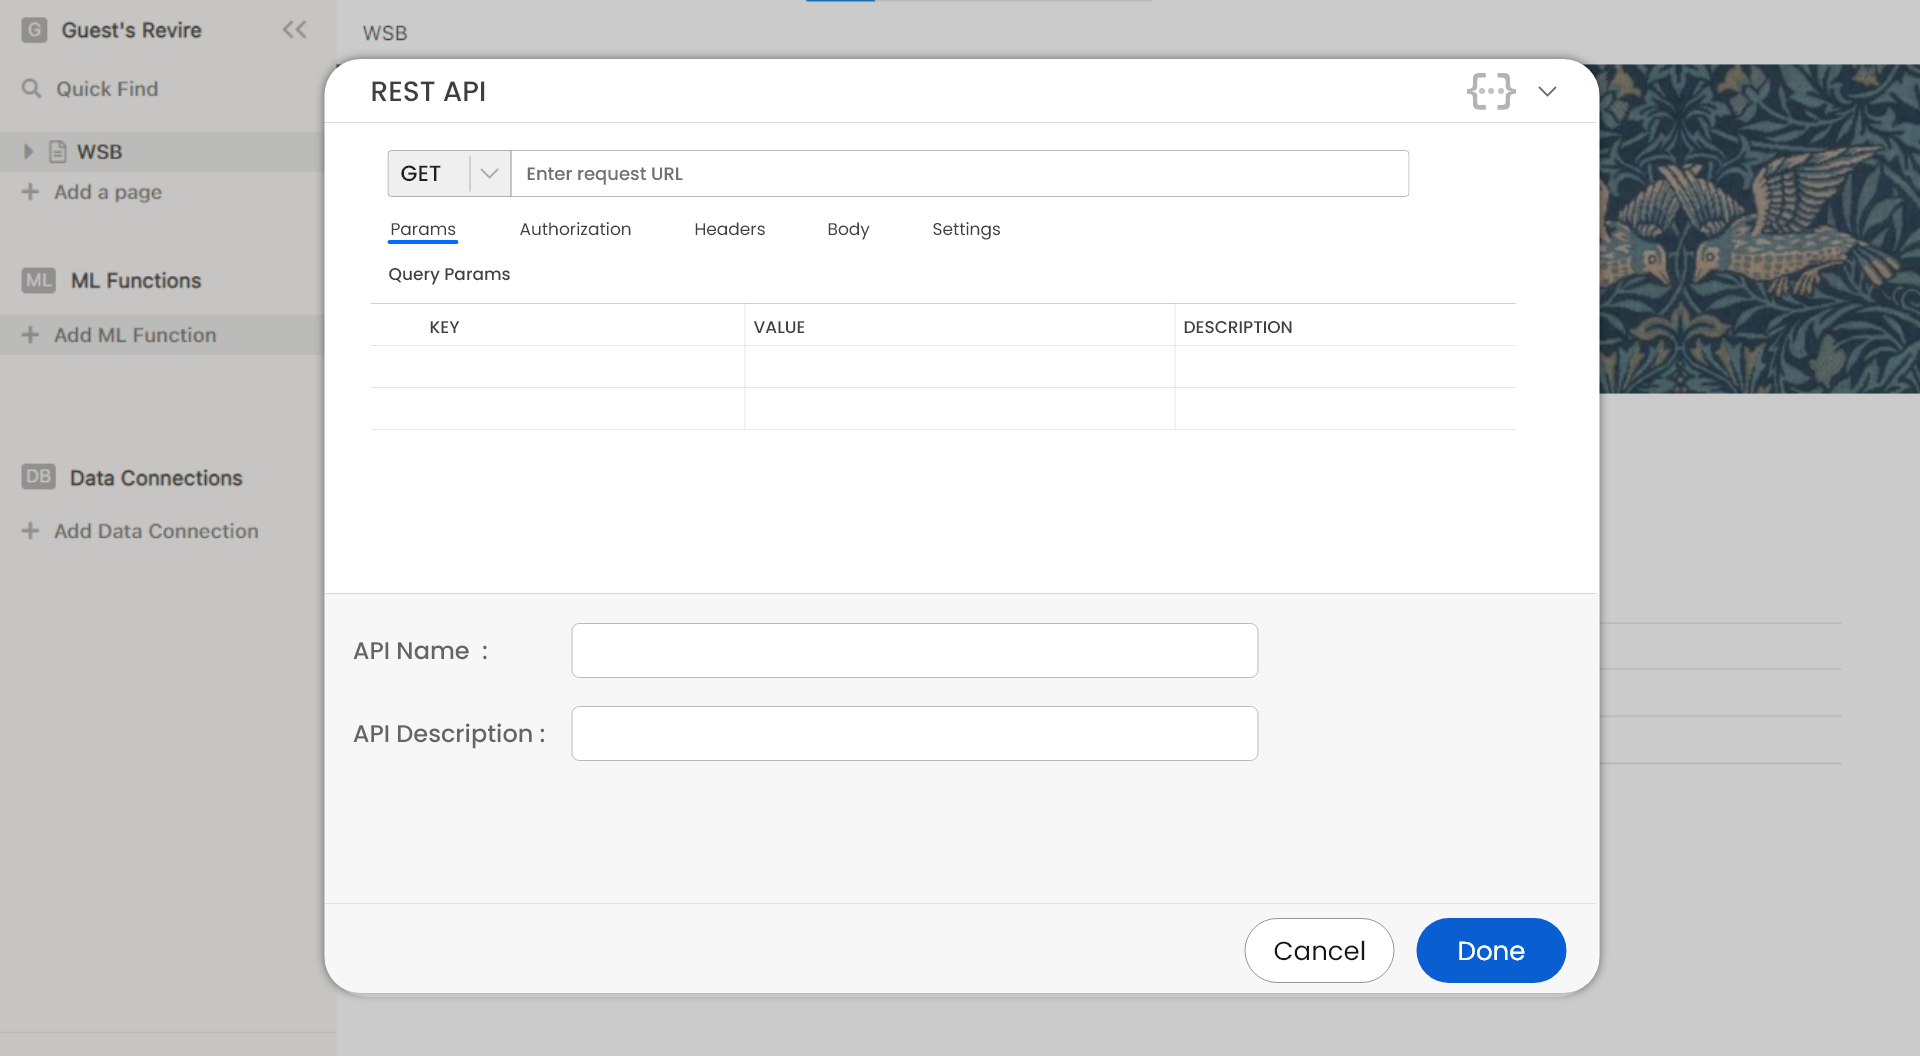 G Guest's Revire
Quick Find
WSB
Add a page
ML ML Functions
Add ML Function
DB Data Connections
Add Data Connection
WSB
REST API
GET Enter request URL
Params Authorization Headers Body Settings
Query Params
KEY VALUE DESCRIPTION
API Name :
API Description :
Cancel Done